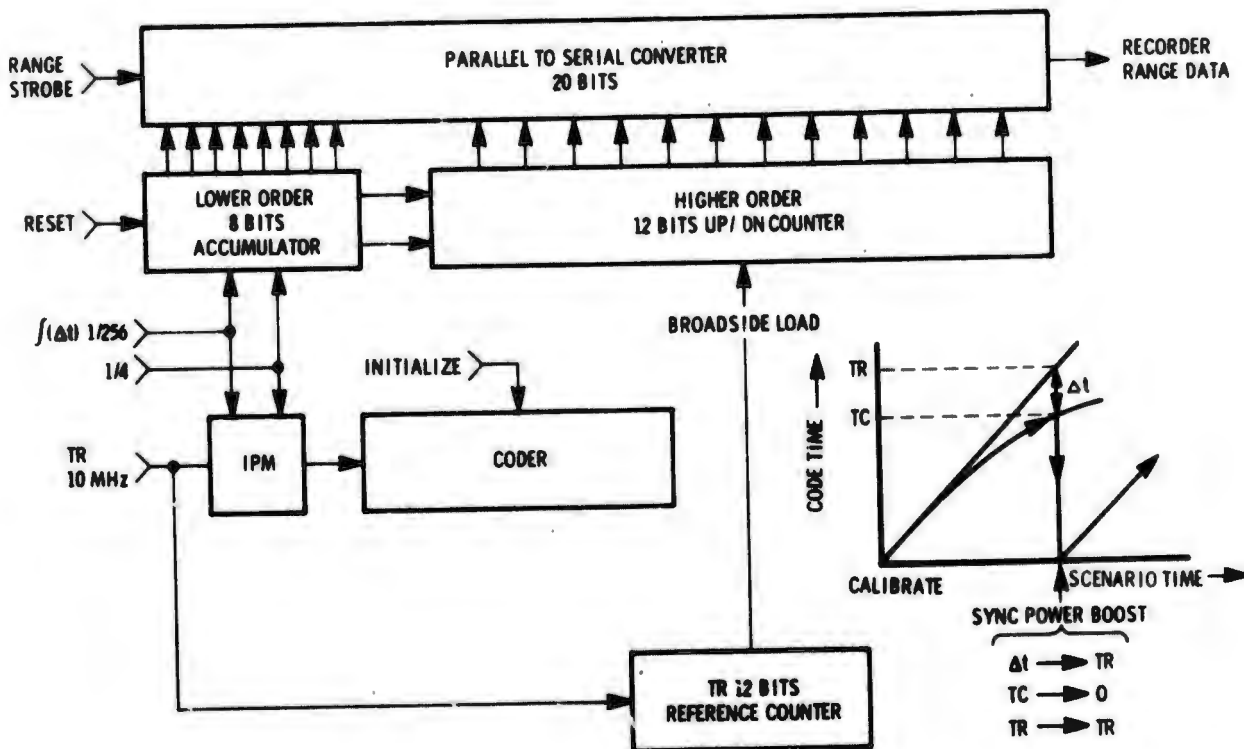 PARALLEL TO SERIAL CONVERTER
20 BITS
RANGE
STROBE
RECORDER
RANGE DATA
LOWER ORDER
8 BITS
ACCUMULATOR
HIGHER ORDER
12 BITS UP/ DN COUNTER
RESET
∫(Δt) 1/256
1/4
BROADSIDE LOAD
INITIALIZE
TR
10 MHz
IPM
CODER
TR 12 BITS
REFERENCE COUNTER
CODE TIME
TR
Δt
TC
CALIBRATE
SCENARIO TIME
SYNC POWER BOOST
Δt → TR
TC → 0
TR → TR